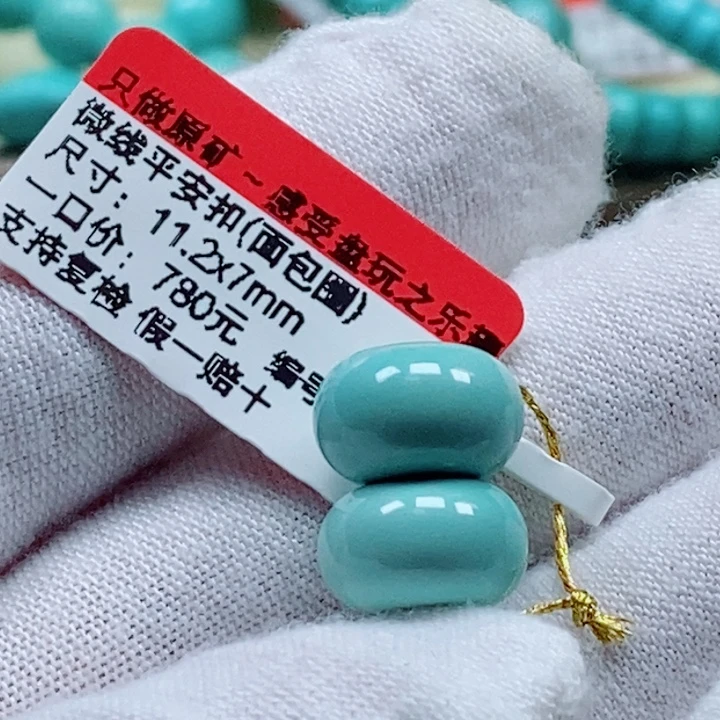 只做原矿~感受盘玩之乐趣
微线平安扣(面包圈)
尺寸：11.2x7mm
一口价：780元 编号
支持复检 假一赔十